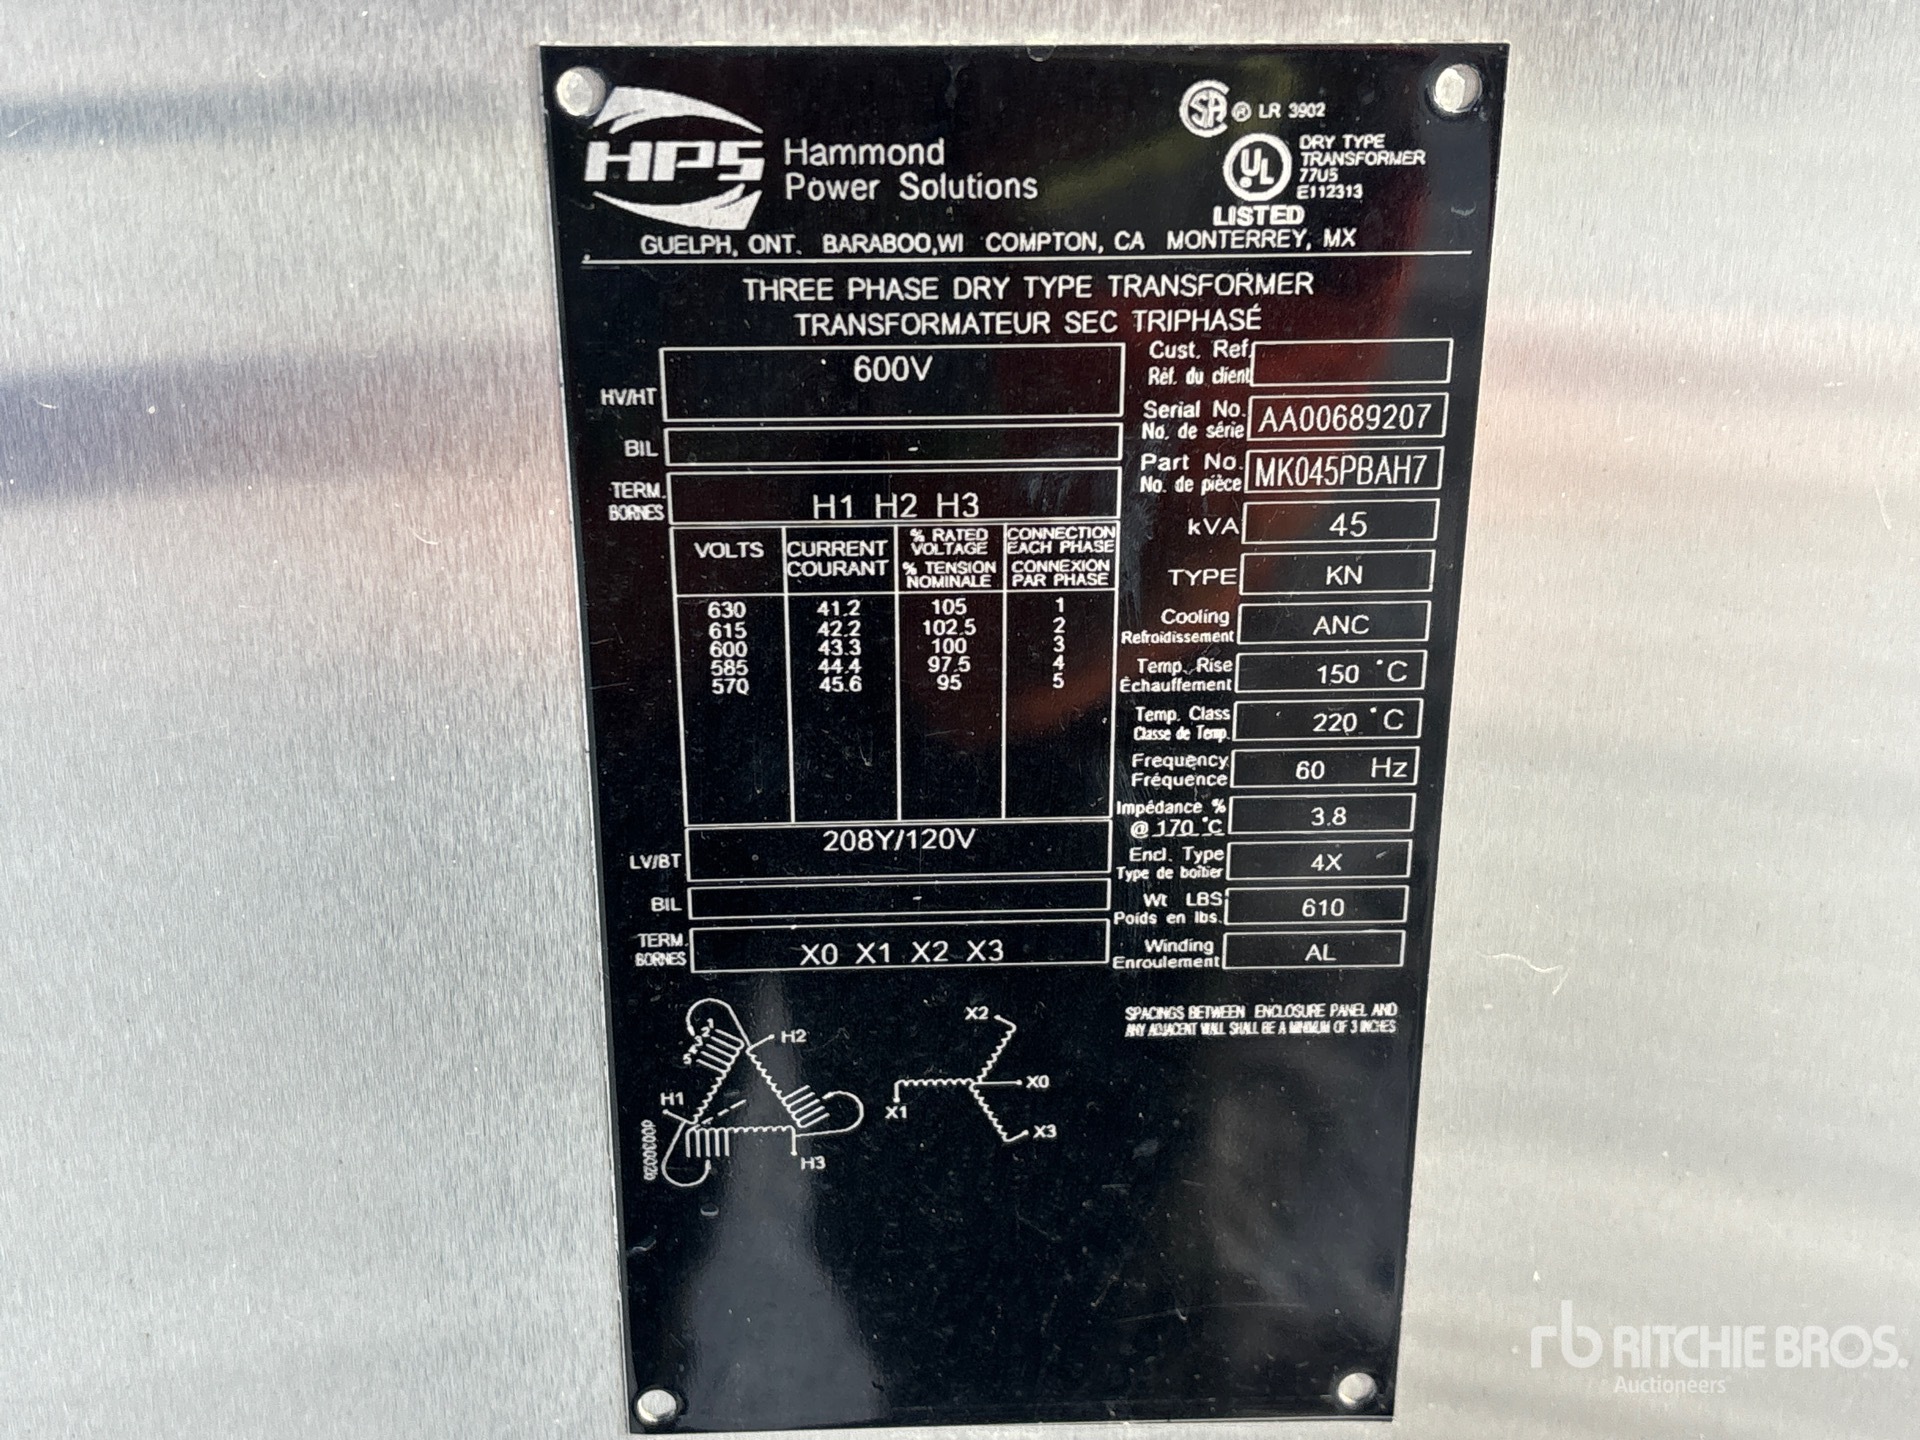 HPS
Hammond
Power Solutions
SA ® LR 3902
UL
DRY TYPE
TRANSFORMER
77U5
E112313
LISTED
GUELPH, ONT. BARABOO,WI COMPTON, CA MONTERREY, MX
THREE PHASE DRY TYPE TRANSFORMER
TRANSFORMATEUR SEC TRIPHASÉ
HV/HT 600V
BIL -
TERM. BORNES H1 H2 H3
VOLTS
CURRENT
COURANT
% RATED
VOLTAGE
% TENSION
NOMINALE
CONNECTION
EACH PHASE
CONNEXION
PAR PHASE
630 41.2 105 1
615 42.2 102.5 2
600 43.3 100 3
585 44.4 97.5 4
570 45.6 95 5
LV/BT 208Y/120V
BIL -
TERM. BORNES X0 X1 X2 X3
Cust. Ref.
Réf. du client
Serial No.
No. de série
AA00689207
Part No.
No. de pièce
MK045PBAH7
kVA 45
TYPE KN
Cooling
Refroidissement
ANC
Temp. Rise
Échauffement
150 °C
Temp. Class
Classe de Temp.
220 °C
Frequency
Fréquence
60 Hz
Impédance %
@ 170 °C
3.8
Encl. Type
Type de boîtier
4X
Wt LBS
Poids en lbs.
610
Winding
Enroulement
AL
SPACINGS BETWEEN ENCLOSURE PANEL AND
ANY ADJACENT WALL SHALL BE A MINIMUM OF 3 INCHES
1
2
5
H2
H1
H3
X2
X0
X1
X3
rb RITCHIE BROS.
Auctioneers